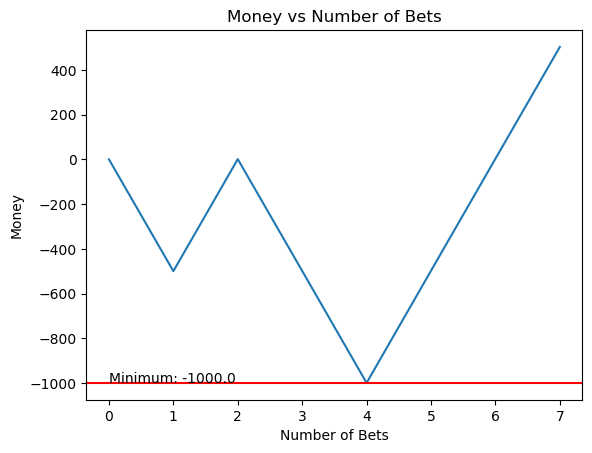 Money vs Number of Bets
400
200
0
−200
−400
−600
−800
−1000
Money
Minimum: -1000.0
0 1 2 3 4 5 6 7
Number of Bets